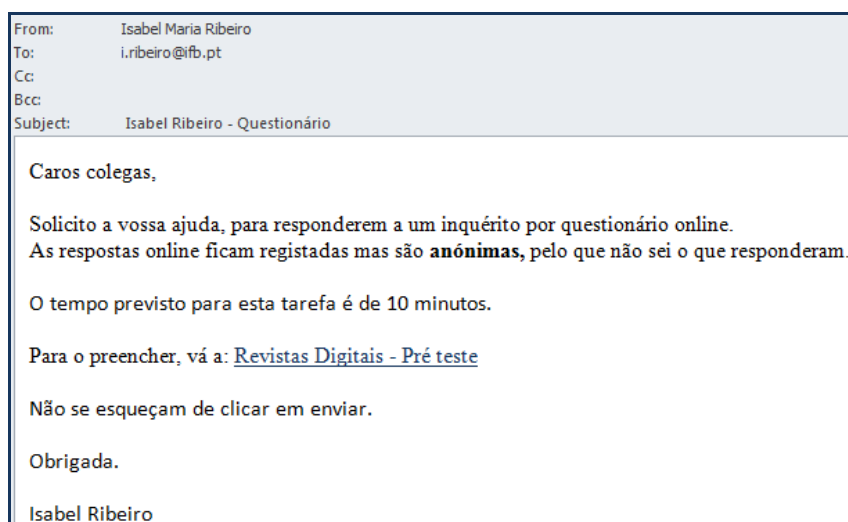 From: Isabel Maria Ribeiro
To: i.ribeiro@ifb.pt
Cc:
Bcc:
Subject: Isabel Ribeiro - Questionário
Caros colegas,
Solicito a vossa ajuda, para responderem a um inquérito por questionário online.
As respostas online ficam registadas mas são anónimas, pelo que não sei o que responderam.
O tempo previsto para esta tarefa é de 10 minutos.
Para o preencher, vá a: Revistas Digitais - Pré teste
Não se esqueçam de clicar em enviar.
Obrigada.
Isabel Ribeiro